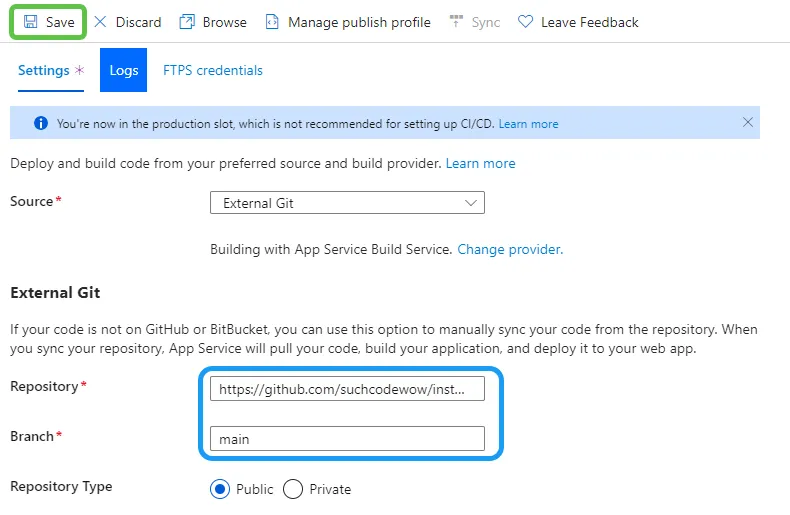 Save Discard Browse Manage publish profile Sync Leave Feedback
Settings * Logs FTPS credentials
You're now in the production slot, which is not recommended for setting up CI/CD. Learn more
Deploy and build code from your preferred source and build provider. Learn more
Source* External Git
Building with App Service Build Service. Change provider.
External Git
If your code is not on GitHub or BitBucket, you can use this option to manually sync your code from the repository. When
you sync your repository, App Service will pull your code, build your application, and deploy it to your web app.
Repository* https://github.com/suchcodewow/inst...
Branch* main
Repository Type Public Private